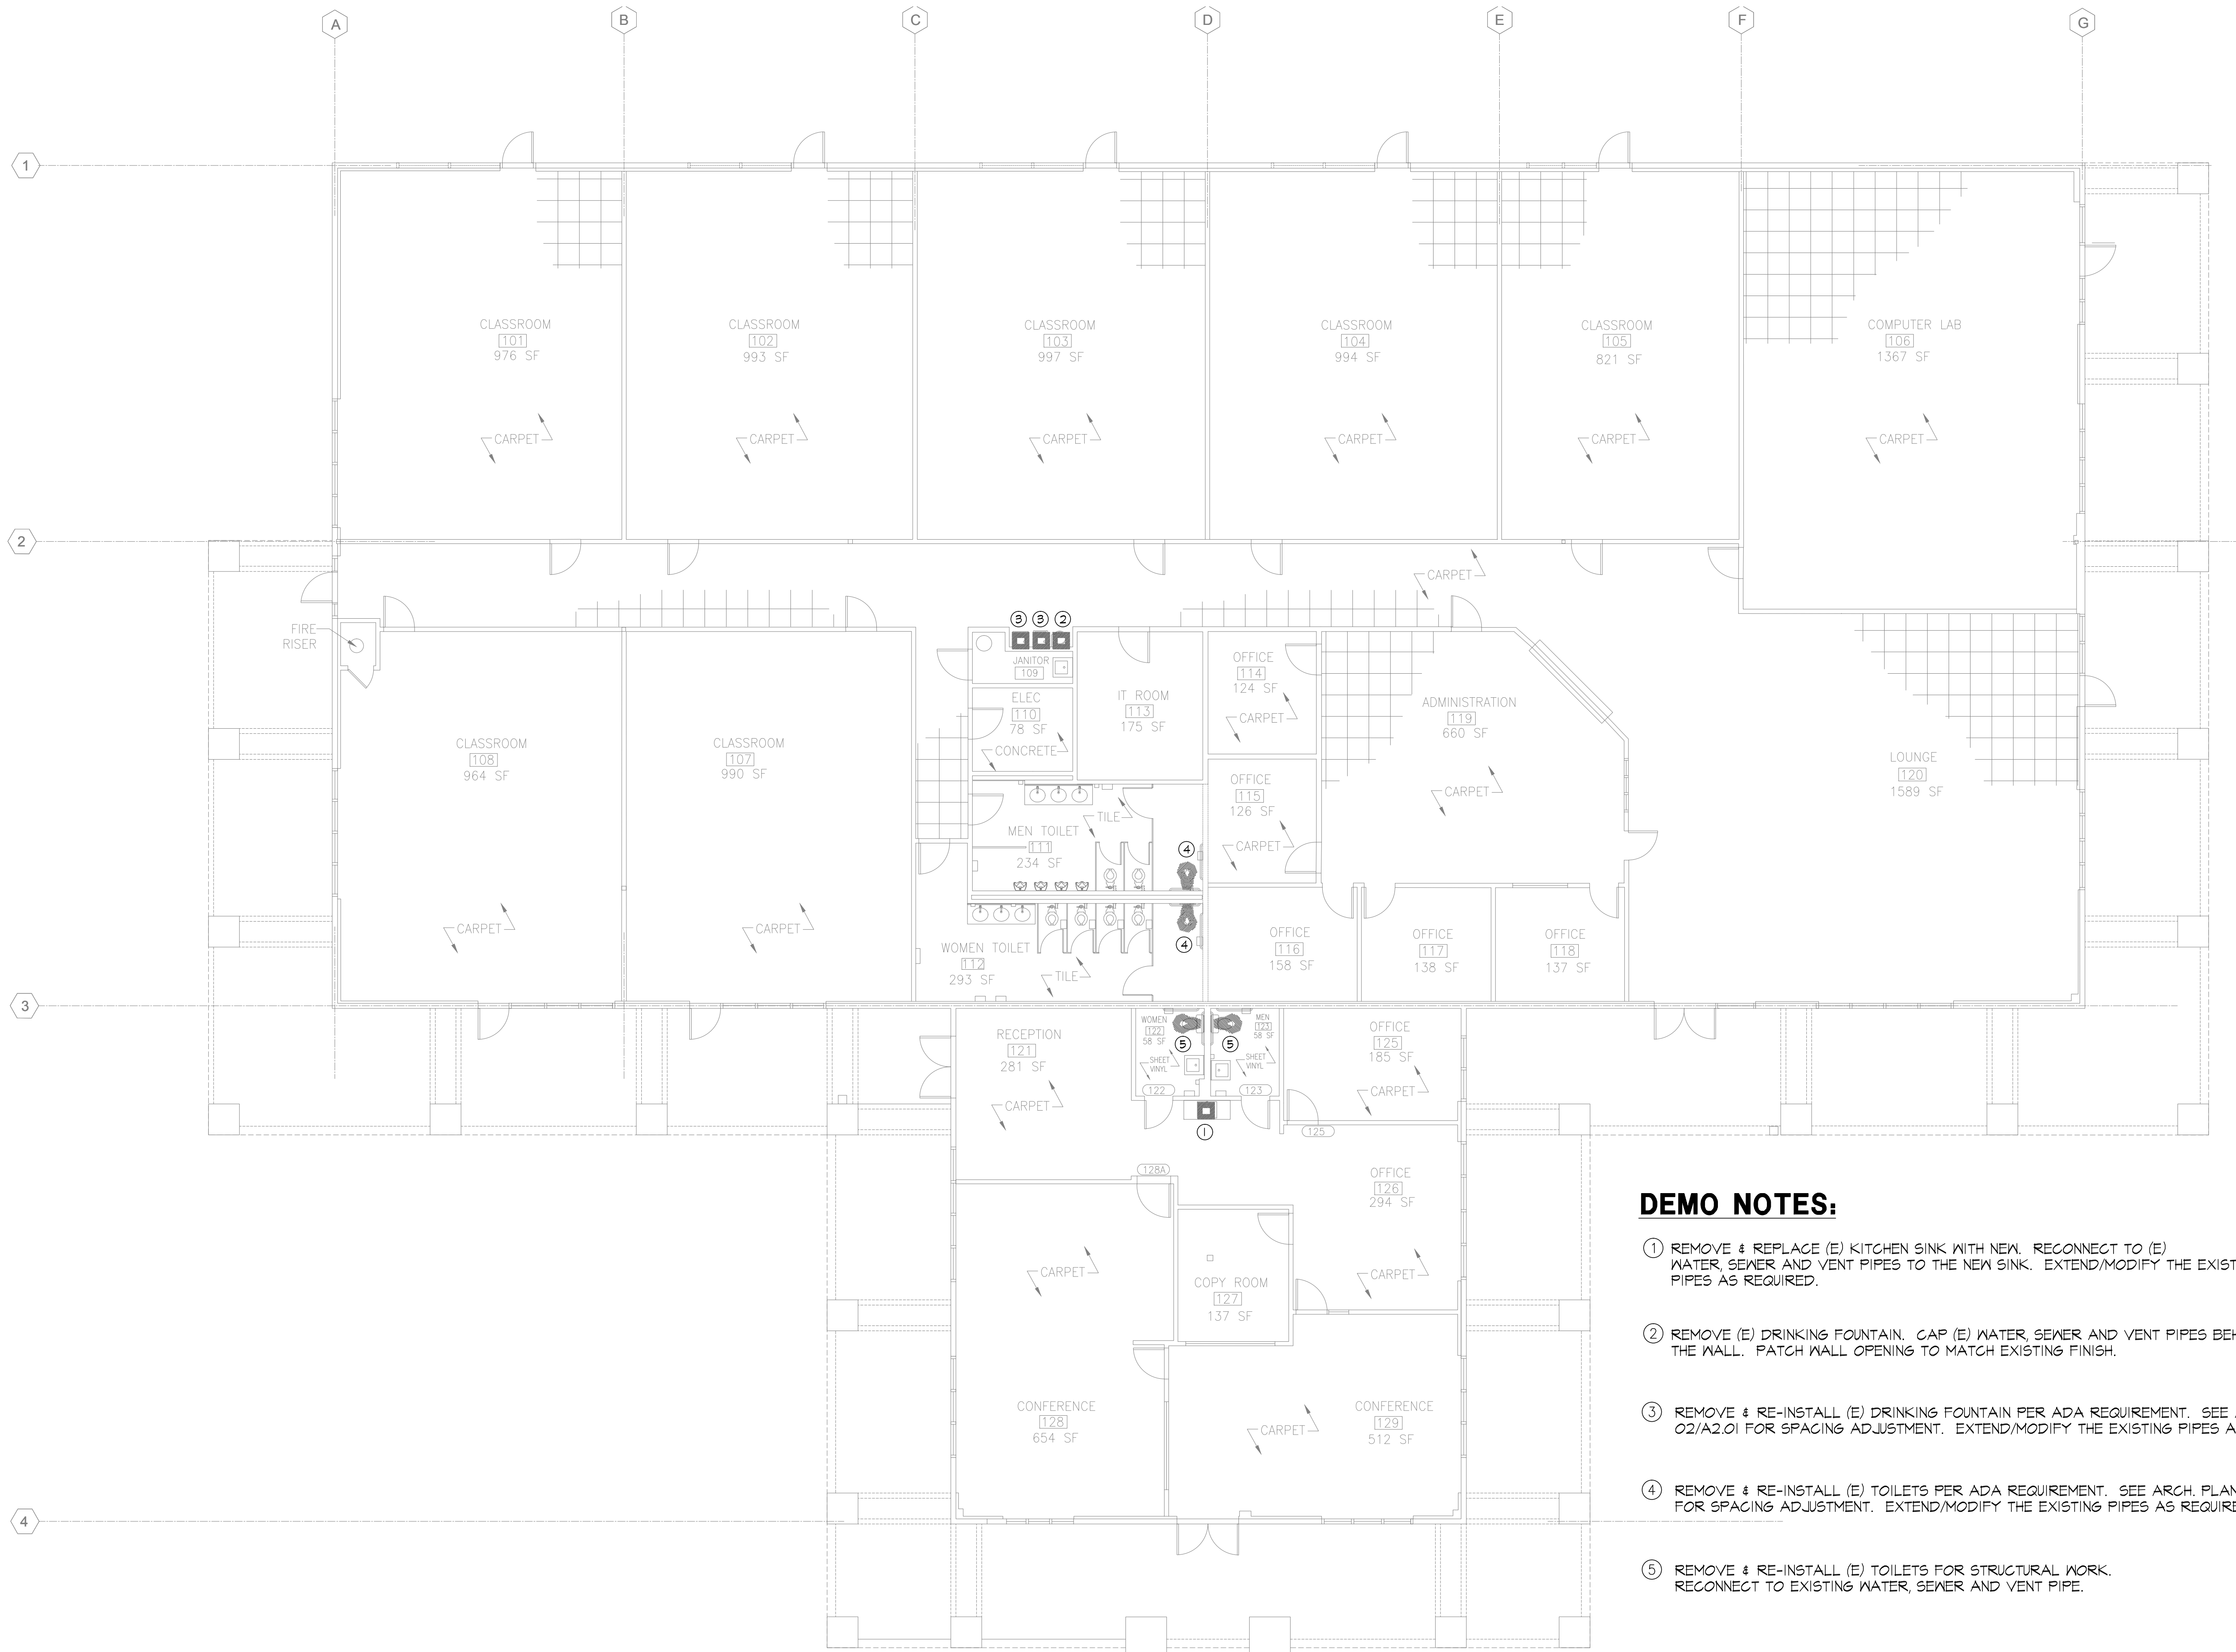 A
B
C
D
E
F
G
1
2
3
4
CLASSROOM
101
976 SF
CARPET
CLASSROOM
102
993 SF
CARPET
CLASSROOM
103
997 SF
CARPET
CLASSROOM
104
994 SF
CARPET
CLASSROOM
105
821 SF
CARPET
COMPUTER LAB
106
1367 SF
CARPET
CARPET
FIRE
RISER
3
3
2
JANITOR
109
ELEC
110
78 SF
CONCRETE
IT ROOM
113
175 SF
OFFICE
114
124 SF
CARPET
ADMINISTRATION
119
660 SF
CARPET
CLASSROOM
108
964 SF
CARPET
CLASSROOM
107
990 SF
CARPET
LOUNGE
120
1589 SF
OFFICE
115
126 SF
CARPET
MEN TOILET
111
234 SF
TILE
4
WOMEN TOILET
112
293 SF
TILE
4
OFFICE
116
158 SF
OFFICE
117
138 SF
OFFICE
118
137 SF
RECEPTION
121
281 SF
CARPET
WOMEN
122
58 SF
5
SHEET
VINYL
122
MEN
123
58 SF
5
SHEET
VINYL
123
1
OFFICE
125
185 SF
CARPET
125
128A
OFFICE
126
294 SF
CARPET
COPY ROOM
127
137 SF
CARPET
CONFERENCE
128
654 SF
CONFERENCE
129
512 SF
CARPET
DEMO NOTES:
1 REMOVE & REPLACE (E) KITCHEN SINK WITH NEW. RECONNECT TO (E)
WATER, SEWER AND VENT PIPES TO THE NEW SINK. EXTEND/MODIFY THE EXIST
PIPES AS REQUIRED.
2 REMOVE (E) DRINKING FOUNTAIN. CAP (E) WATER, SEWER AND VENT PIPES BEH
THE WALL. PATCH WALL OPENING TO MATCH EXISTING FINISH.
3 REMOVE & RE-INSTALL (E) DRINKING FOUNTAIN PER ADA REQUIREMENT. SEE
02/A2.01 FOR SPACING ADJUSTMENT. EXTEND/MODIFY THE EXISTING PIPES A
4 REMOVE & RE-INSTALL (E) TOILETS PER ADA REQUIREMENT. SEE ARCH. PLAN
FOR SPACING ADJUSTMENT. EXTEND/MODIFY THE EXISTING PIPES AS REQUIRE
5 REMOVE & RE-INSTALL (E) TOILETS FOR STRUCTURAL WORK.
RECONNECT TO EXISTING WATER, SEWER AND VENT PIPE.